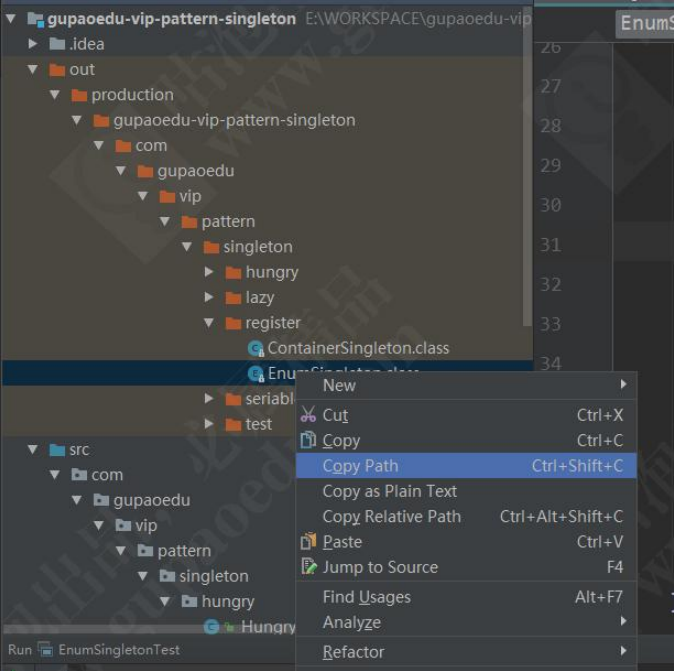 gupaoedu-vip-pattern-singleton E:\WORKSPACE\gupaoedu-vip
.idea
out
production
gupaoedu-vip-pattern-singleton
com
gupaoedu
vip
pattern
singleton
hungry
lazy
register
ContainerSingleton.class
EnumSingleton.class
seriabl
test
src
com
gupaoedu
vip
pattern
singleton
hungry
Hungry
Run EnumSingletonTest
EnumS
26
27
28
29
30
31
32
33
34
New
Cut Ctrl+X
Copy Ctrl+C
Copy Path Ctrl+Shift+C
Copy as Plain Text
Copy Relative Path Ctrl+Alt+Shift+C
Paste Ctrl+V
Jump to Source F4
Find Usages Alt+F7
Analyze
Refactor